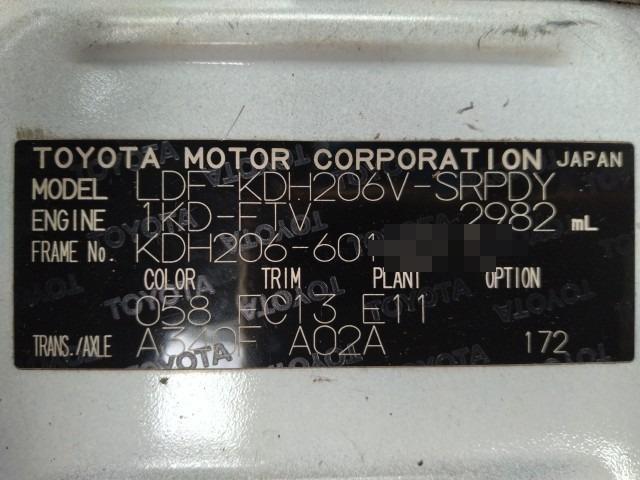 TOYOTA MOTOR CORPORATION JAPAN
MODEL LDF-KDH206V-SRPDY
ENGINE 1KD-FTV 2982 mL
FRAME No. KDH206-601
COLOR TRIM PLANT OPTION
058 FC13 E11
TRANS./AXLE A340F A02A 172